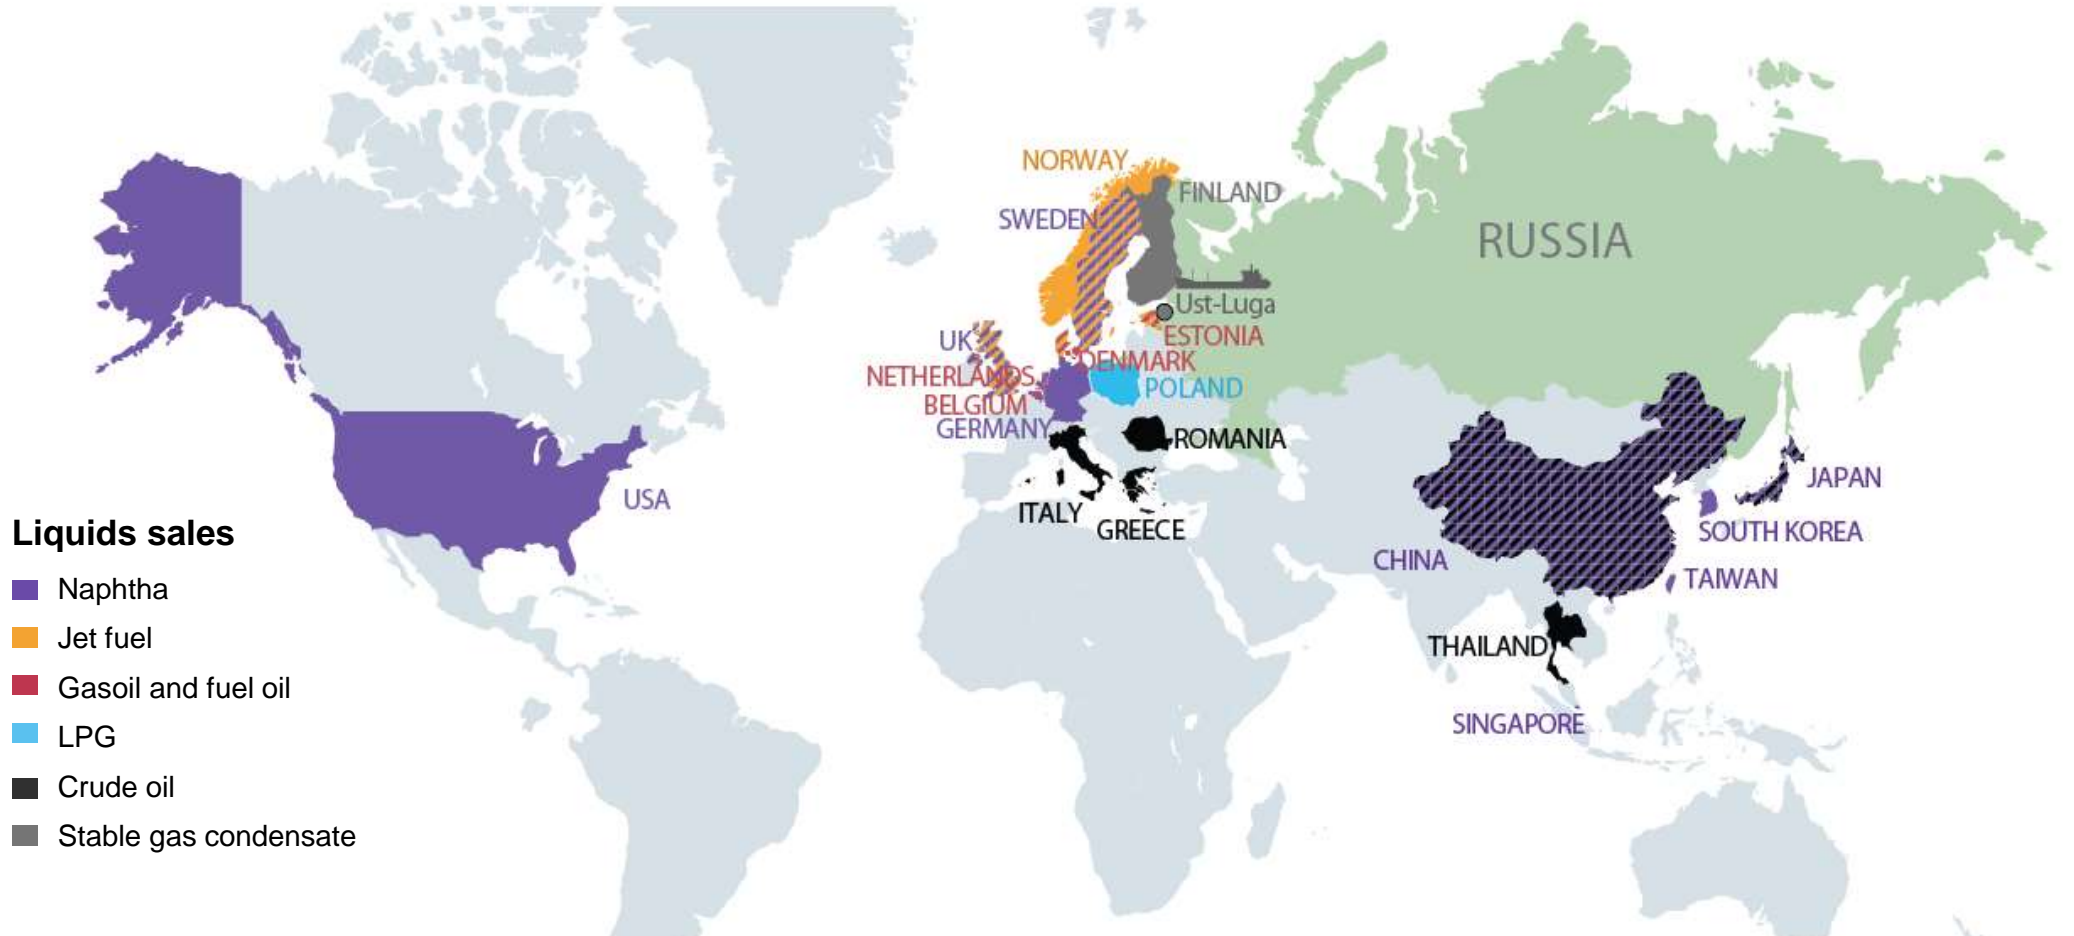 NORWAY
FINLAND
SWEDEN
RUSSIA
Ust-Luga
UK
ESTONIA
DENMARK
NETHERLANDS
POLAND
BELGIUM
GERMANY
ROMANIA
JAPAN
USA
ITALY
GREECE
SOUTH KOREA
CHINA
TAIWAN
THAILAND
SINGAPORE
Liquids sales
Naphtha
Jet fuel
Gasoil and fuel oil
LPG
Crude oil
Stable gas condensate